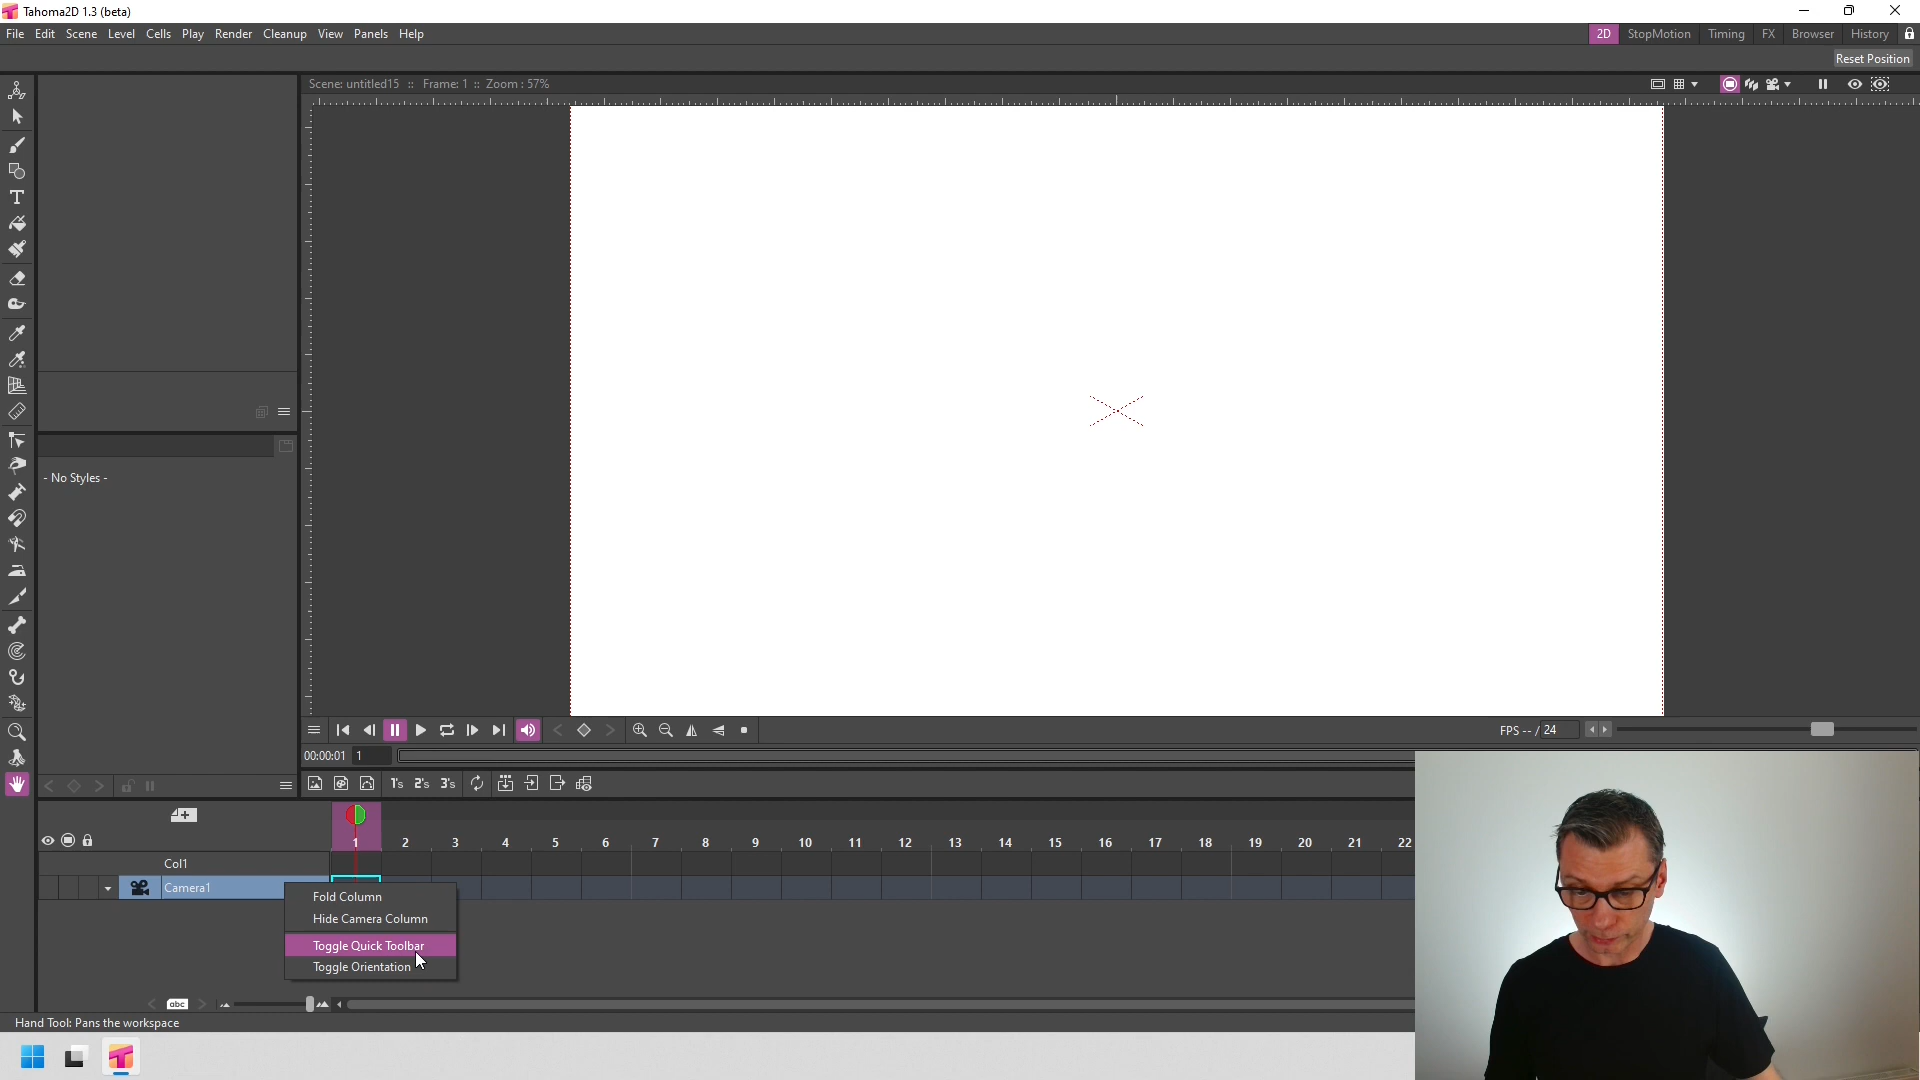 Tahoma2D 1.3 (beta)
File Edit Scene Level Cells Play Render Cleanup View Panels Help
2D StopMotion Timing FX Browser History
Reset Position
Scene: untitled15 :: Frame: 1 :: Zoom : 57%
T
- No Styles -
FPS -- / 24
00:00:01 1
1's 2's 3's
1 2 3 4 5 6 7 8 9 10 11 12 13 14 15 16 17 18 19 20 21 22
Col1
Camera1
Fold Column
Hide Camera Column
Toggle Quick Toolbar
Toggle Orientation
abc
Hand Tool: Pans the workspace